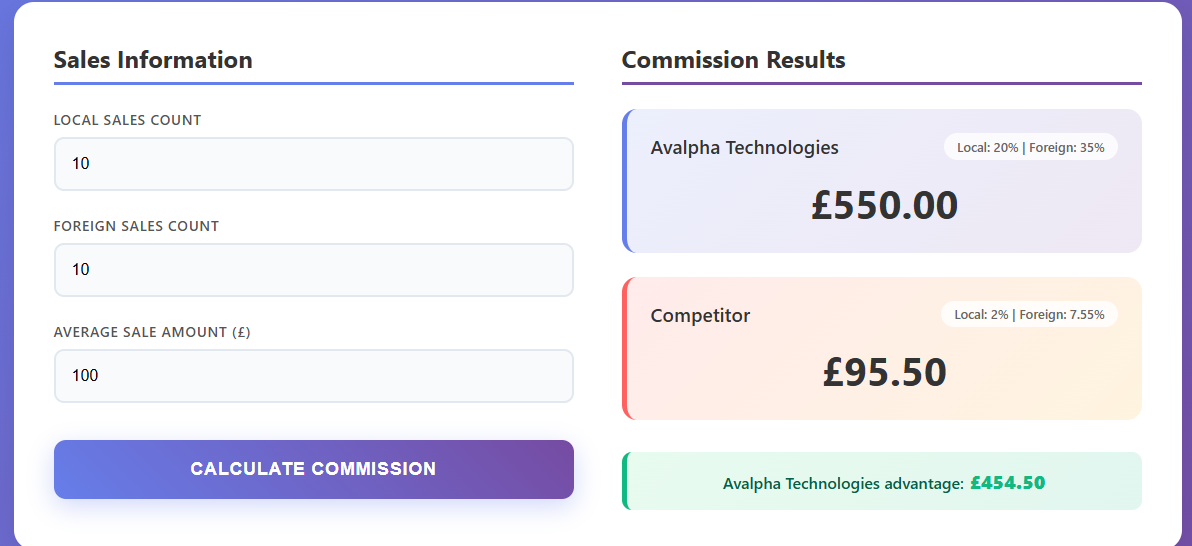 Sales Information
LOCAL SALES COUNT
10
FOREIGN SALES COUNT
10
AVERAGE SALE AMOUNT (£)
100
CALCULATE COMMISSION
Commission Results
Avalpha Technologies
Local: 20% | Foreign: 35%
£550.00
Competitor
Local: 2% | Foreign: 7.55%
£95.50
Avalpha Technologies advantage: £454.50